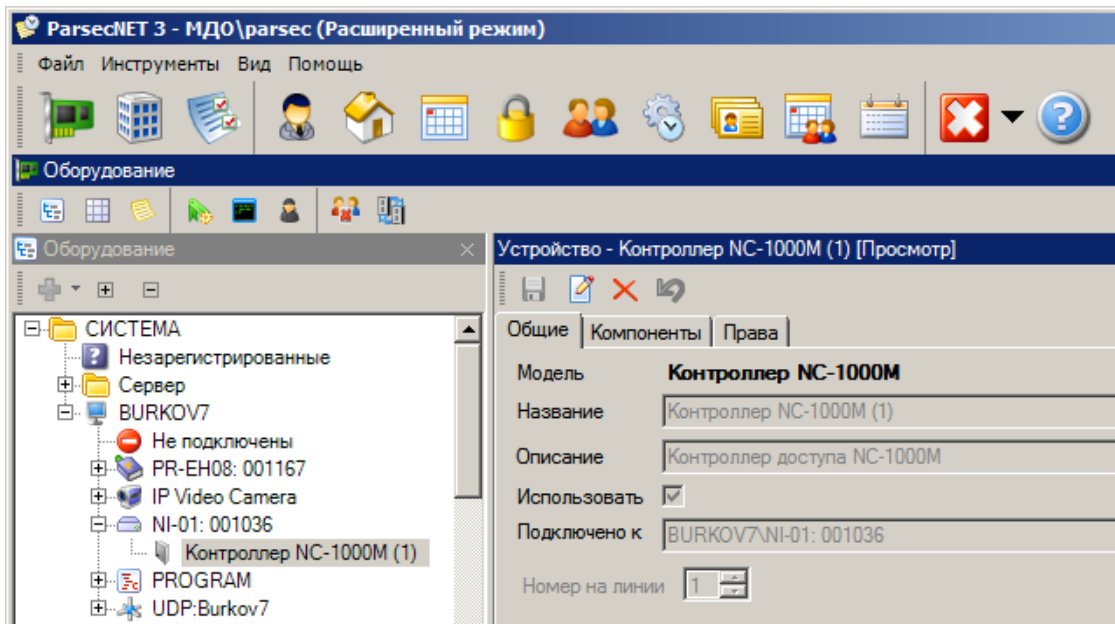 ParsecNET 3 - МДО\parsec (Расширенный режим)
Файл Инструменты Вид Помощь
Оборудование
Оборудование
Устройство - Контроллер NC-1000M (1) [Просмотр]
СИСТЕМА
Незарегистрированные
Сервер
BURKOV7
Не подключены
PR-EH08: 001167
IP Video Camera
NI-01: 001036
Контроллер NC-1000M (1)
PROGRAM
UDP:Burkov7
Общие Компоненты Права
Модель Контроллер NC-1000M
Название Контроллер NC-1000M (1)
Описание Контроллер доступа NC-1000M
Использовать
Подключено к BURKOV7\NI-01: 001036
Номер на линии 1